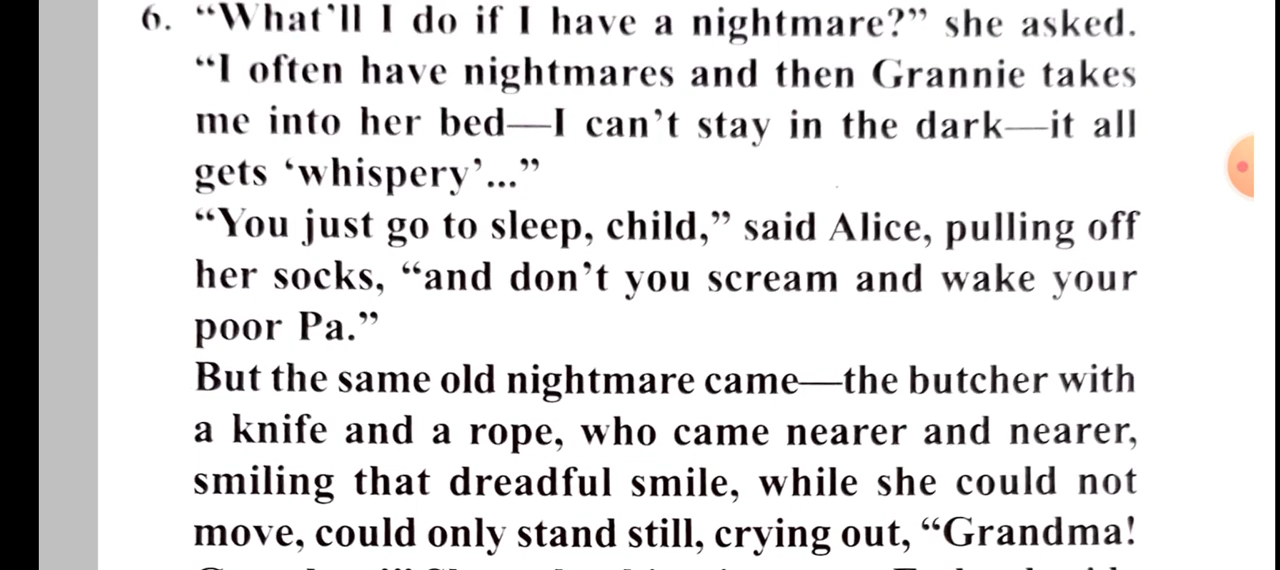 6. “What’ll I do if I have a nightmare?” she asked.
“I often have nightmares and then Grannie takes
me into her bed—I can’t stay in the dark—it all
gets ‘whispery’...”
“You just go to sleep, child,” said Alice, pulling off
her socks, “and don’t you scream and wake your
poor Pa.”
But the same old nightmare came—the butcher with
a knife and a rope, who came nearer and nearer,
smiling that dreadful smile, while she could not
move, could only stand still, crying out, “Grandma!